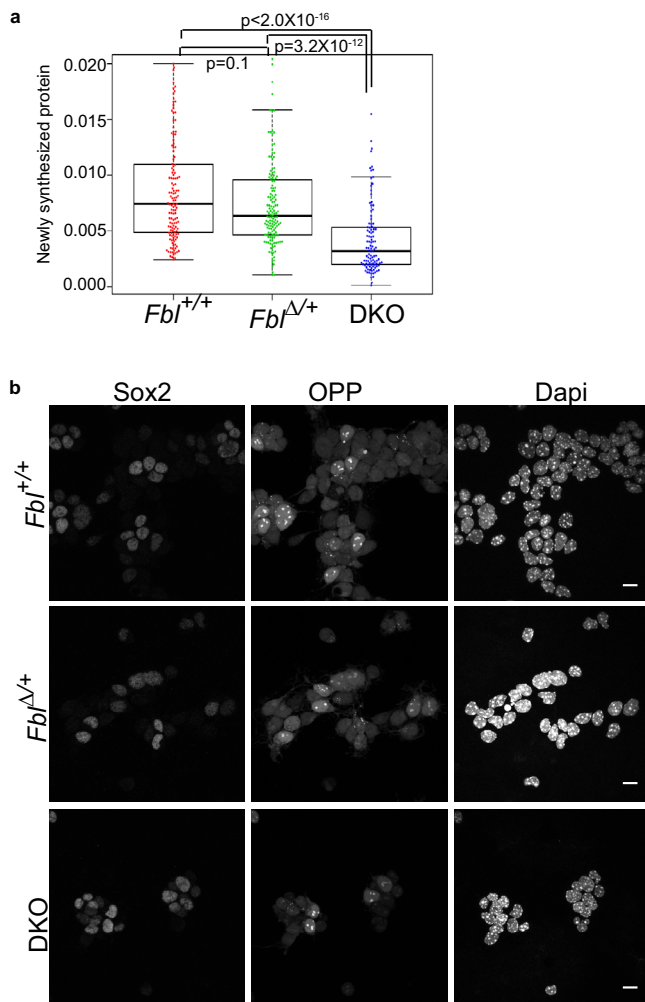 a
p<2.0X10⁻¹⁶
p=3.2X10⁻¹²
p=0.1
Newly synthesized protein
0.020
0.015
0.010
0.005
0.000
Fbl⁺/⁺ FblΔ/⁺ DKO
b
Sox2 OPP Dapi
Fbl⁺/⁺
FblΔ/⁺
DKO